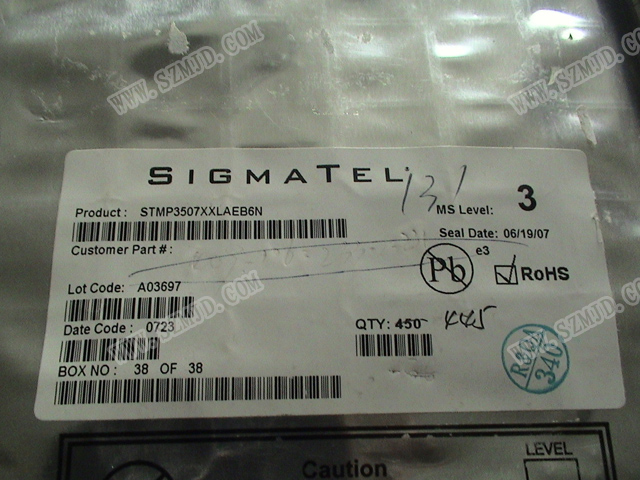 WWW.SZMJD.COM
WWW.SZMJD.COM
SIGMATEL
131
Product : STMP3507XXLAEB6N
MS Level: 3
Seal Date: 06/19/07
Customer Part # :
Pb e3
RoHS
Lot Code: A03697
Date Code : 0723
QTY: 450 445
BOX NO : 38 OF 38
WWW.SZMJD.COM
WWW.SZMJD.COM
Caution
LEVEL